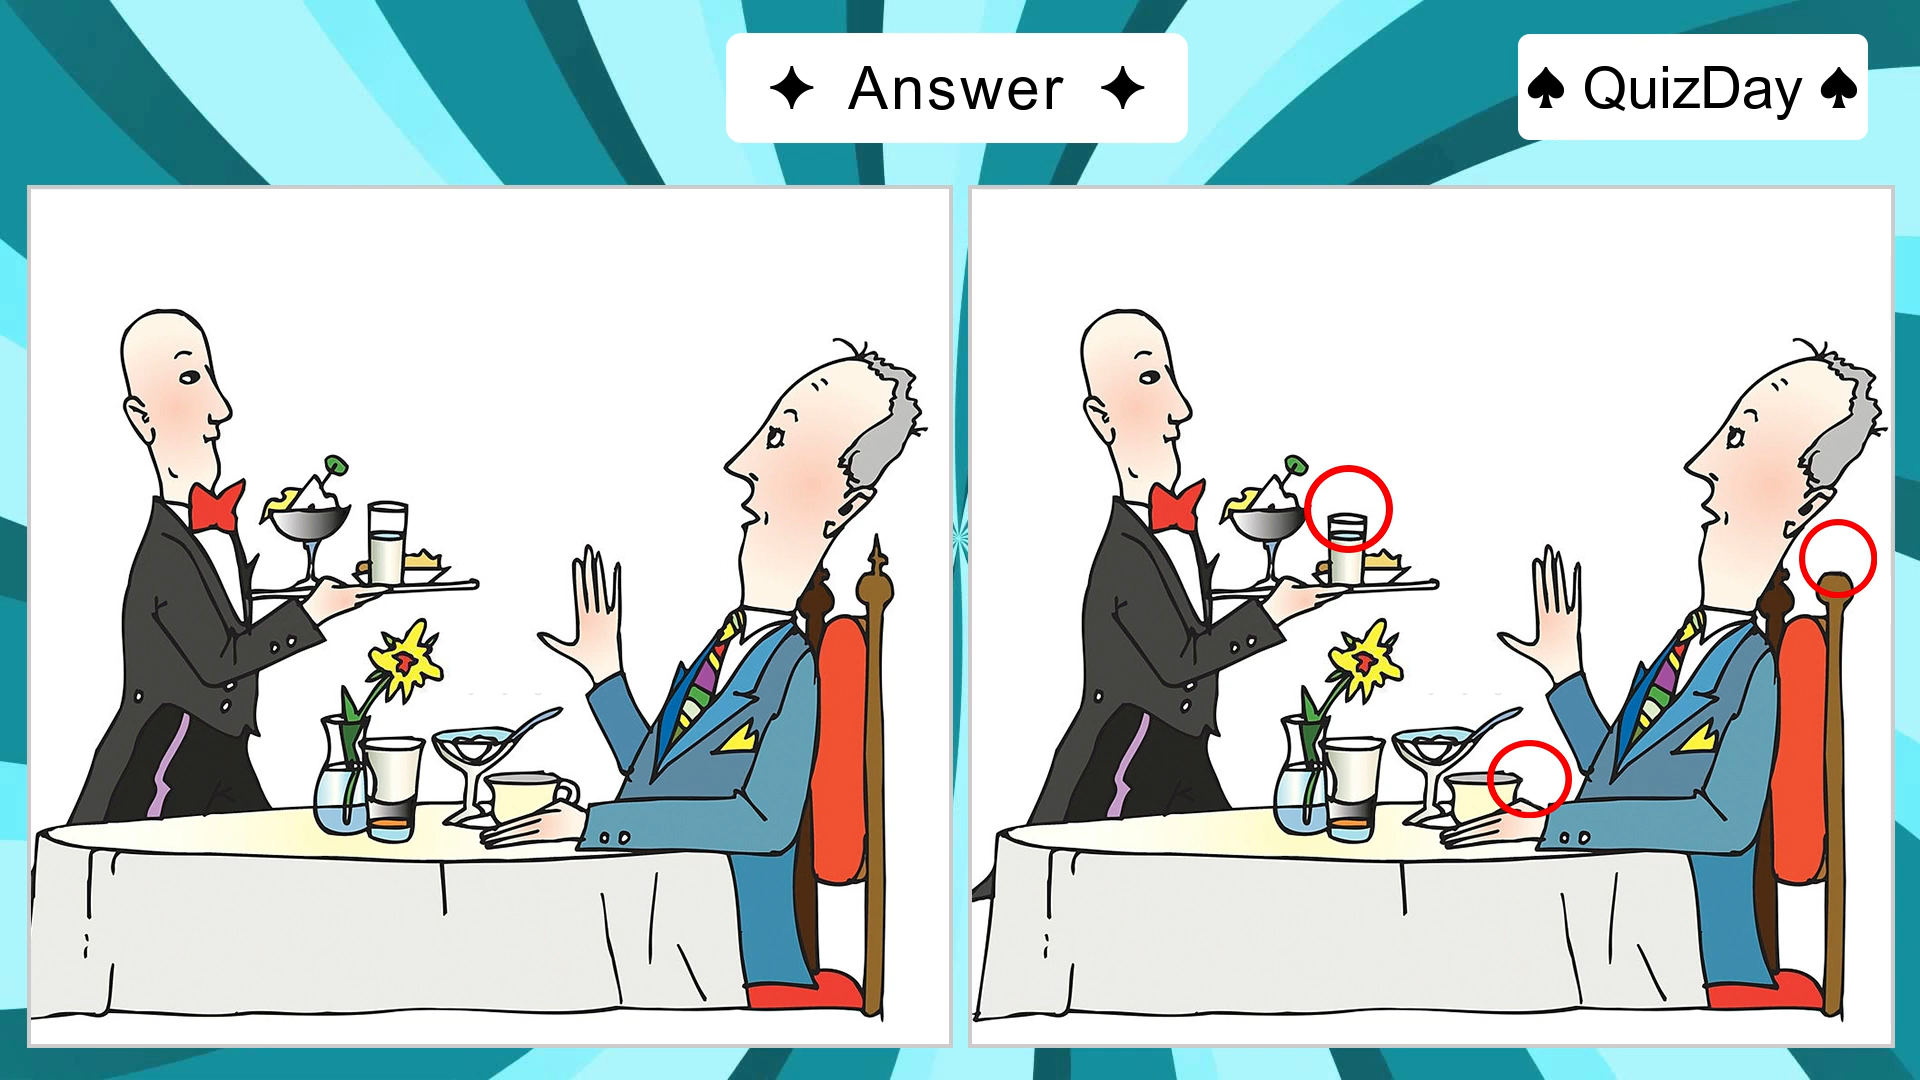 ✦ Answer ✦
♠ QuizDay ♠